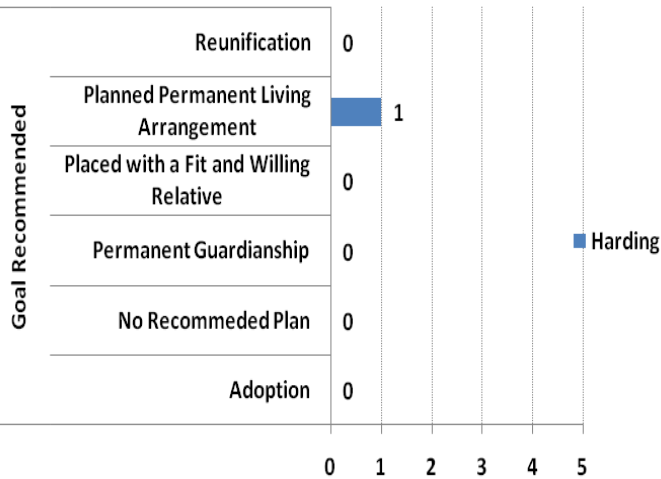 Goal Recommended
Reunification 0
Planned Permanent Living
Arrangement 1
Placed with a Fit and Willing
Relative 0
Permanent Guardianship 0
No Recommeded Plan 0
Adoption 0
0 1 2 3 4 5
Harding